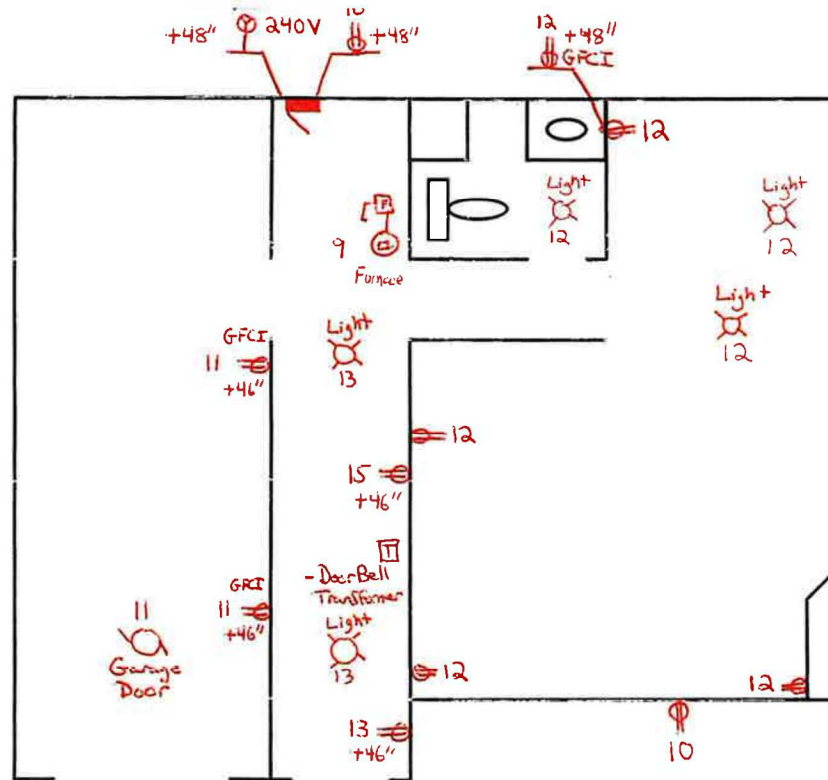 +48"
240V
+48"
12
+48"
GFCI
12
Light
12
Light
12
9
Furnace
Light
12
GFCI
11
+46"
Light
13
12
15
+46"
T
-DoorBell
Transformer
Light
13
GFCI
11
+46"
11
Garage
Door
12
12
13
+46"
10